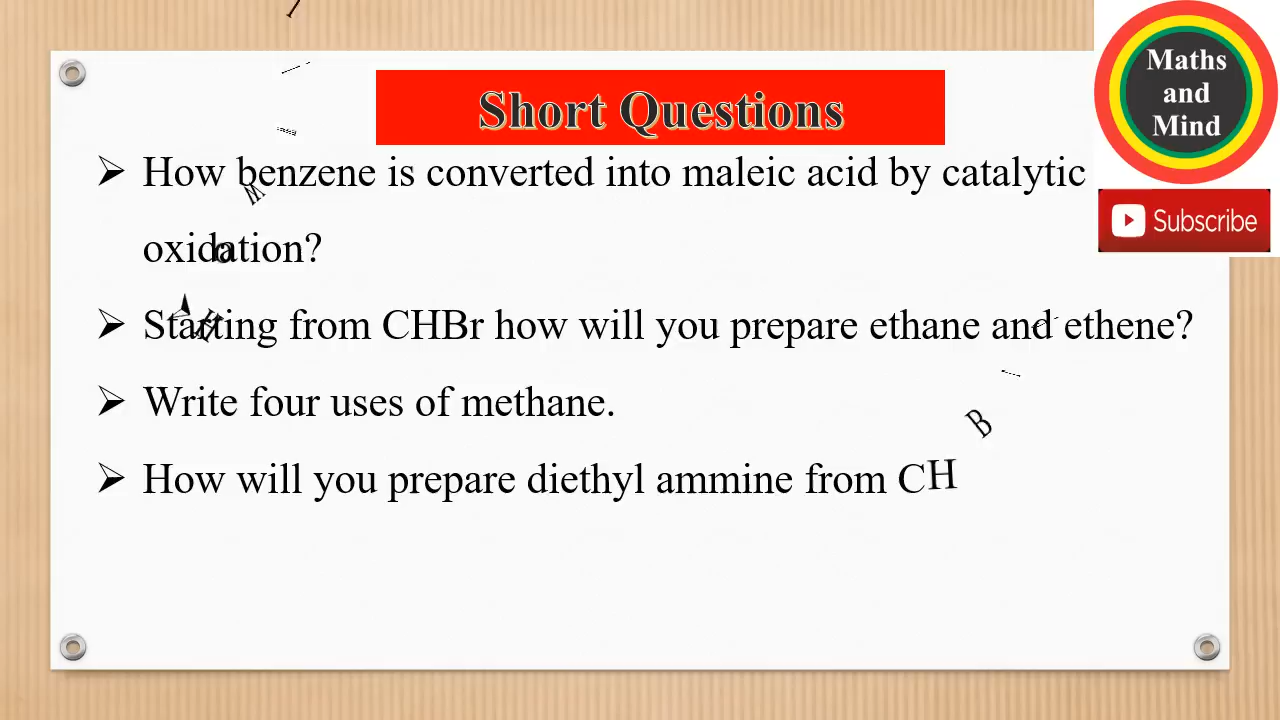 Short Questions
Maths
and
Mind
Subscribe
➢ How benzene is converted into maleic acid by catalytic
oxidation?
➢ Starting from CHBr how will you prepare ethane and ethene?
➢ Write four uses of methane.
➢ How will you prepare diethyl ammine from CH
B